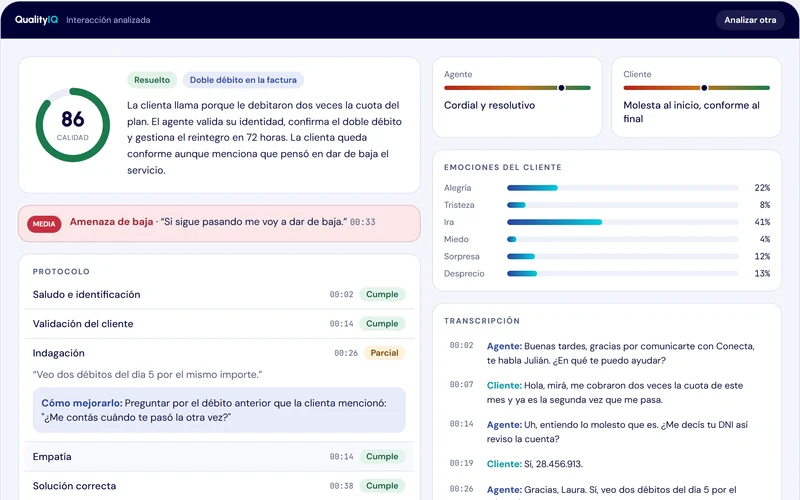 QualityIQ Interacción analizada
Analizar otra
86
CALIDAD
Resuelto
Doble débito en la factura
La clienta llama porque le debitaron dos veces la cuota del
plan. El agente valida su identidad, confirma el doble débito
y gestiona el reintegro en 72 horas. La clienta queda
conforme aunque menciona que pensó en dar de baja el
servicio.
MEDIA
Amenaza de baja · “Si sigue pasando me voy a dar de baja.” 00:33
PROTOCOLO
Saludo e identificación 00:02 Cumple
Validación del cliente 00:14 Cumple
Indagación 00:26 Parcial
“Veo dos débitos del día 5 por el mismo importe.”
Cómo mejorarlo: Preguntar por el débito anterior que la clienta mencionó:
"¿Me contás cuándo te pasó la otra vez?"
Empatía 00:14 Cumple
Solución correcta 00:38 Cumple
Agente
Cordial y resolutivo
Cliente
Molesta al inicio, conforme al
final
EMOCIONES DEL CLIENTE
Alegría 22%
Tristeza 8%
Ira 41%
Miedo 4%
Sorpresa 12%
Desprecio 13%
TRANSCRIPCIÓN
00:02 Agente: Buenas tardes, gracias por comunicarte con Conecta,
te habla Julián. ¿En qué te puedo ayudar?
00:07 Cliente: Hola, mirá, me cobraron dos veces la cuota de este
mes y ya es la segunda vez que me pasa.
00:14 Agente: Uh, entiendo lo molesto que es. ¿Me decís tu DNI así
reviso la cuenta?
00:19 Cliente: Sí, 28.456.913.
00:26 Agente: Gracias, Laura. Sí, veo dos débitos del día 5 por el